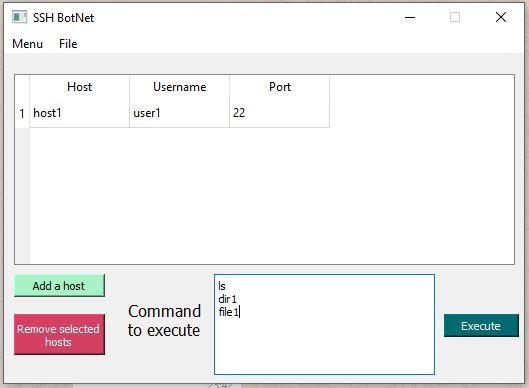 SSH BotNet
Menu File
Host Username Port
1 host1 user1 22
Add a host
Remove selected
hosts
Command
to execute
ls
dir1
file1
Execute